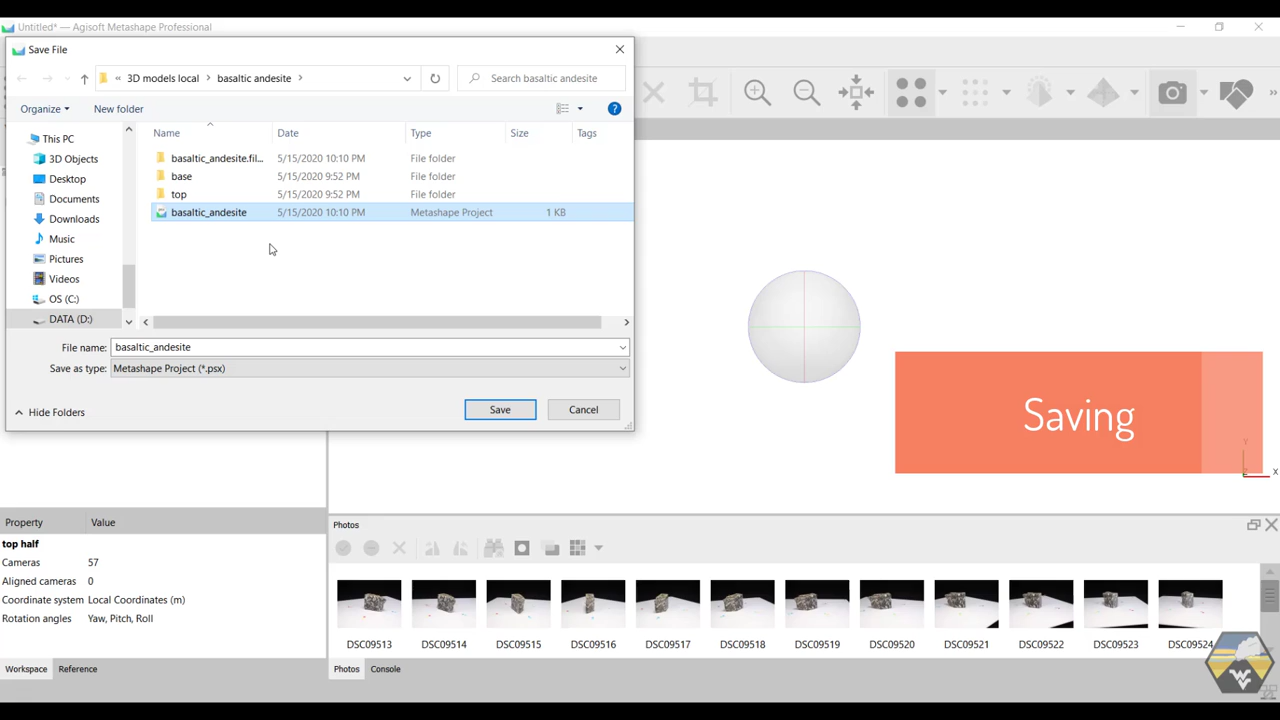 Untitled* — Agisoft Metashape Professional
Save File
« 3D models local › basaltic andesite ›
Search basaltic andesite
Organize
New folder
Name Date Type Size Tags
This PC
3D Objects
Desktop
Documents
Downloads
Music
Pictures
Videos
OS (C:)
DATA (D:)
basaltic_andesite.fil... 5/15/2020 10:10 PM File folder
base 5/15/2020 9:52 PM File folder
top 5/15/2020 9:52 PM File folder
basaltic_andesite 5/15/2020 10:10 PM Metashape Project 1 KB
File name: basaltic_andesite
Save as type: Metashape Project (*.psx)
Hide Folders
Save
Cancel
Saving
Y
X
Property Value
top half
Cameras 57
Aligned cameras 0
Coordinate system Local Coordinates (m)
Rotation angles Yaw, Pitch, Roll
Workspace Reference
Photos
DSC09513 DSC09514 DSC09515 DSC09516 DSC09517 DSC09518 DSC09519 DSC09520 DSC09521 DSC09522 DSC09523 DSC09524
Photos Console